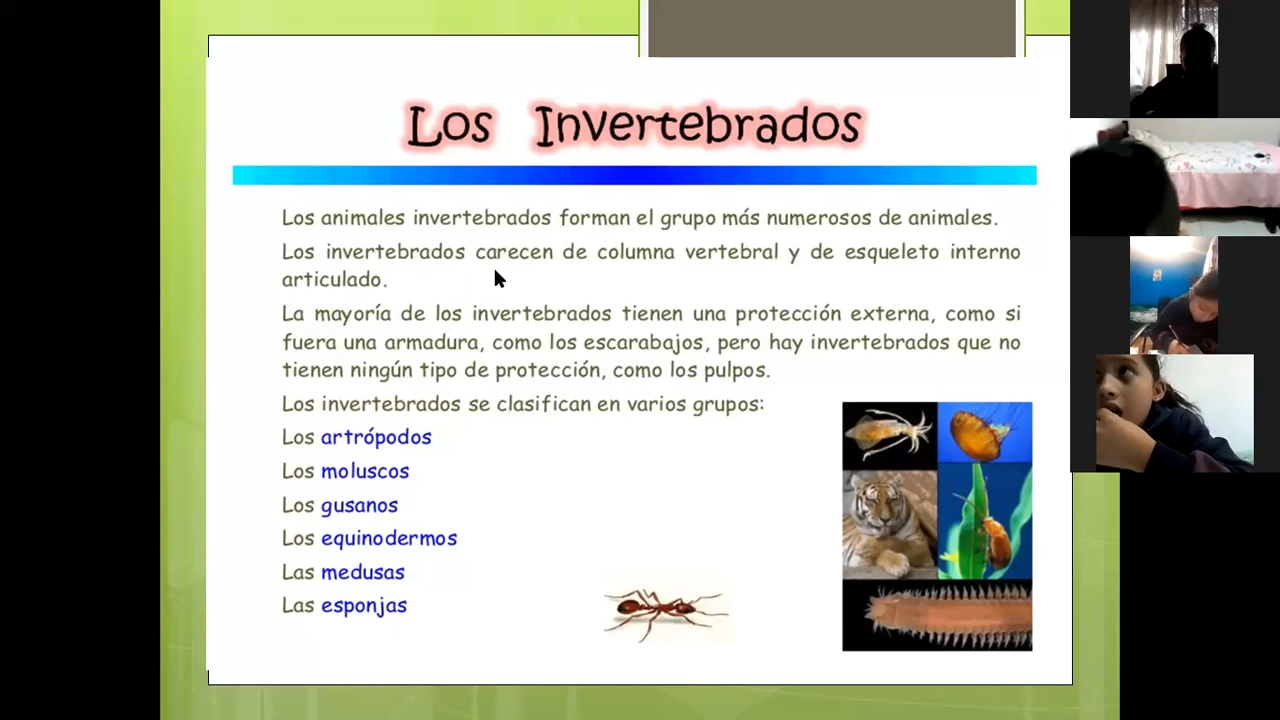 Los Invertebrados
Los animales invertebrados forman el grupo más numerosos de animales.
Los invertebrados carecen de columna vertebral y de esqueleto interno
articulado.
La mayoría de los invertebrados tienen una protección externa, como si
fuera una armadura, como los escarabajos, pero hay invertebrados que no
tienen ningún tipo de protección, como los pulpos.
Los invertebrados se clasifican en varios grupos:
Los artrópodos
Los moluscos
Los gusanos
Los equinodermos
Las medusas
Las esponjas